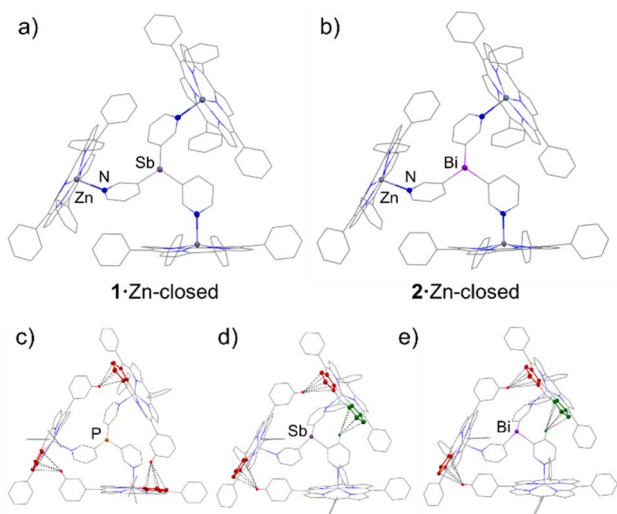 a)
b)
Sb
Bi
N
N
Zn
Zn
1·Zn-closed
2·Zn-closed
c)
d)
e)
P
Sb
Bi